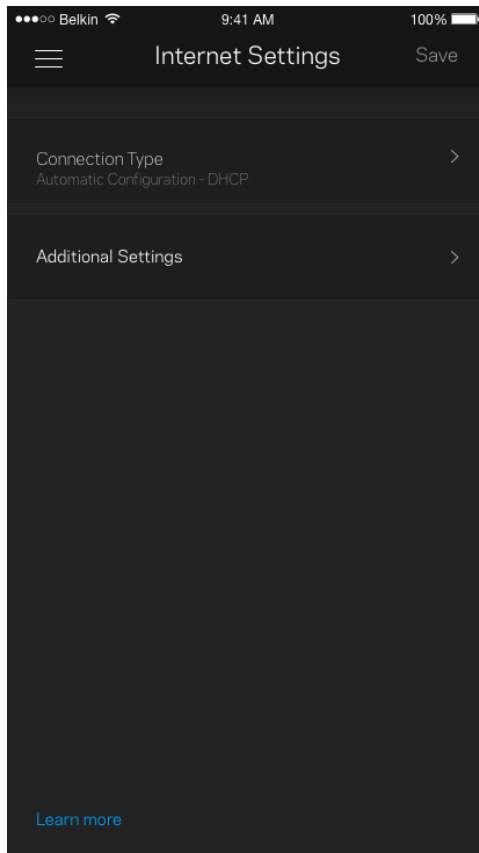 Belkin 9:41 AM 100%
Internet Settings Save
Connection Type
Automatic Configuration - DHCP
Additional Settings
Learn more